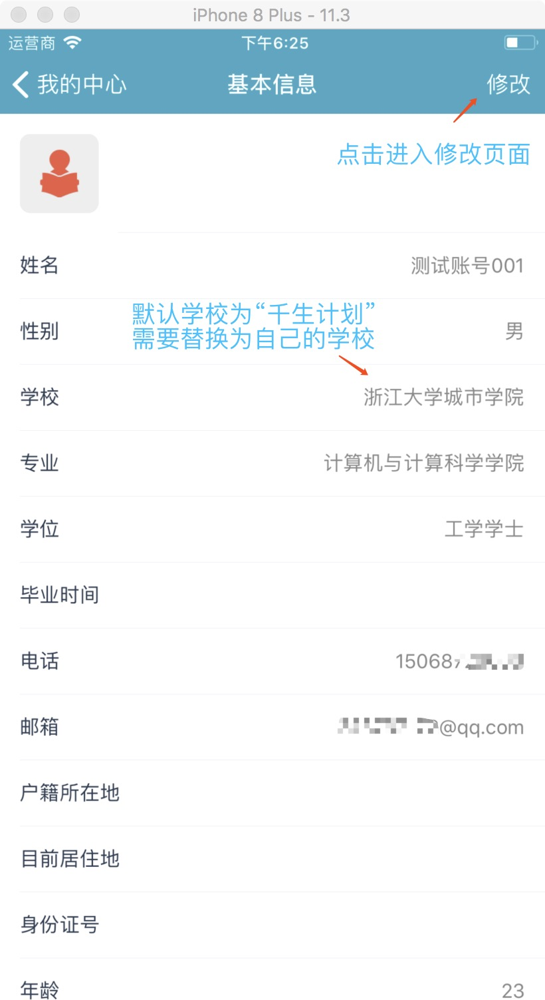 iPhone 8 Plus - 11.3
运营商
下午6:25
我的中心
基本信息
修改
点击进入修改页面
姓名
测试账号001
默认学校为“千生计划”
需要替换为自己的学校
性别
男
学校
浙江大学城市学院
专业
计算机与计算科学学院
学位
工学学士
毕业时间
电话
15068
邮箱
@qq.com
户籍所在地
目前居住地
身份证号
年龄
23